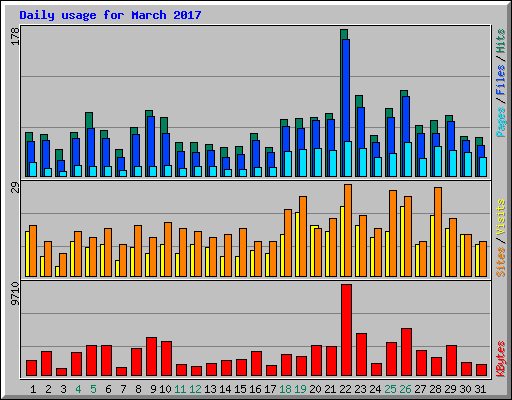 Daily usage for March 2017
178
Pages / Files / Hits
29
Sites / Visits
9710
KBytes
1 2 3 4 5 6 7 8 9 10 11 12 13 14 15 16 17 18 19 20 21 22 23 24 25 26 27 28 29 30 31